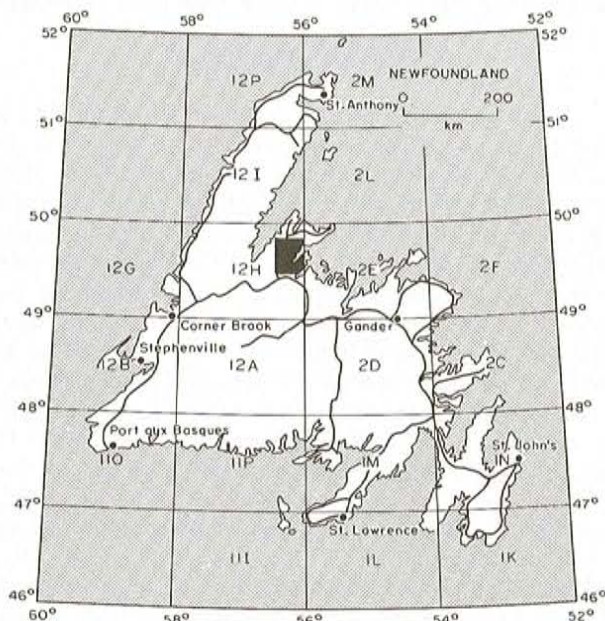 60° 58° 56° 54° 52°
52° 52°
12P 2M NEWFOUNDLAND
St. Anthony 0 200
km
51° 51°
12I 2L
50° 50°
12G 12H 2E 2F
49° 49°
Corner Brook Gander
Stephenville
12B 12A 2D 2C
48° 48°
Port aux Basques St. John's
11O 11P 1M 1N
47° 47°
St. Lawrence
11I 1L 1K
46° 46°
60° 58° 56° 54° 52°